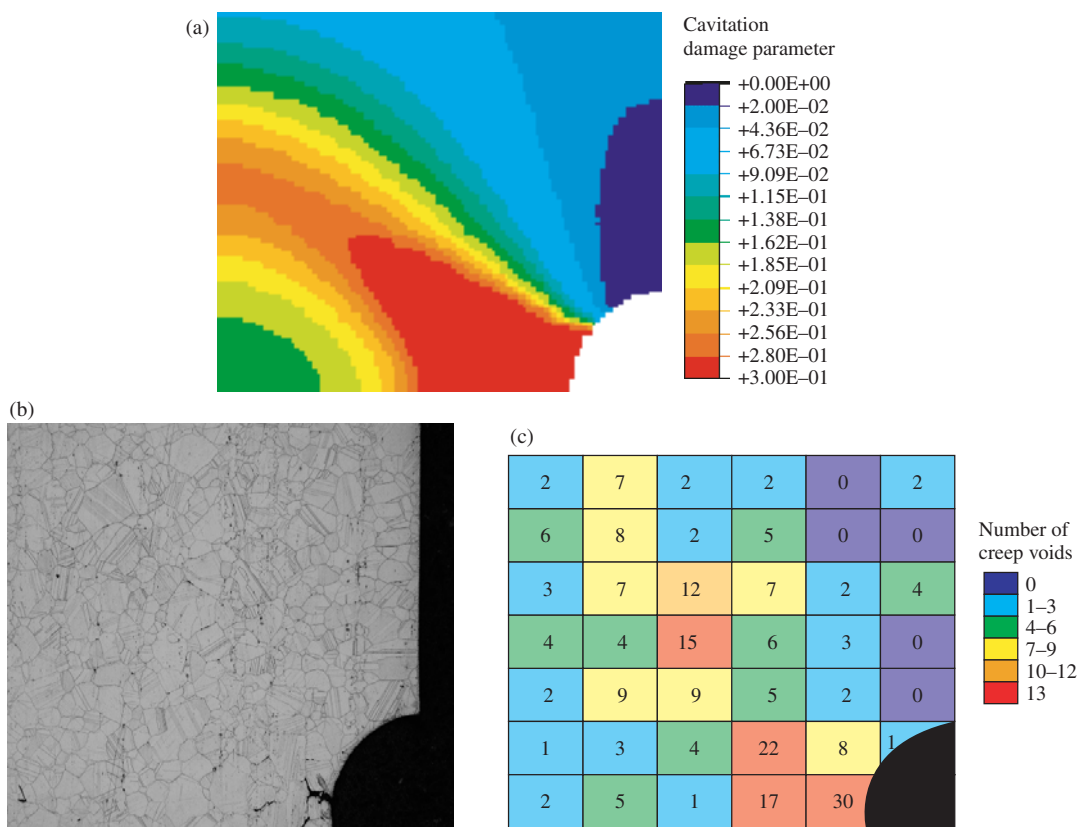 (a)
Cavitation
damage parameter
+0.00E+00
+2.00E–02
+4.36E–02
+6.73E–02
+9.09E–02
+1.15E–01
+1.38E–01
+1.62E–01
+1.85E–01
+2.09E–01
+2.33E–01
+2.56E–01
+2.80E–01
+3.00E–01
(b)
(c)
2 7 2 2 0 2
6 8 2 5 0 0
3 7 12 7 2 4
4 4 15 6 3 0
2 9 9 5 2 0
1 3 4 22 8 1
2 5 1 17 30
Number of
creep voids
0
1–3
4–6
7–9
10–12
13